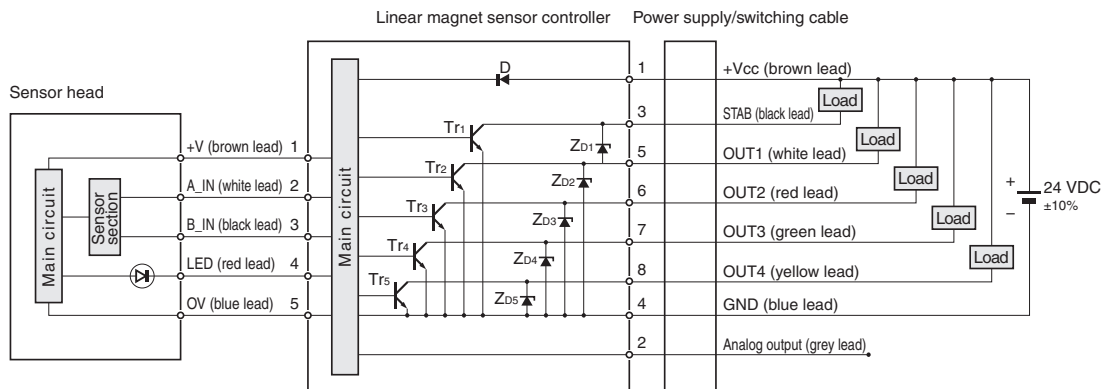 Linear magnet sensor controller
Power supply/switching cable
Sensor head
Main circuit
Sensor section
+V (brown lead) 1
A_IN (white lead) 2
B_IN (black lead) 3
LED (red lead) 4
OV (blue lead) 5
Main circuit
D
Tr1
Tr2
Tr3
Tr4
Tr5
ZD1
ZD2
ZD3
ZD4
ZD5
1 +Vcc (brown lead)
3 STAB (black lead)
5 OUT1 (white lead)
6 OUT2 (red lead)
7 OUT3 (green lead)
8 OUT4 (yellow lead)
4 GND (blue lead)
2 Analog output (grey lead)
Load
Load
Load
Load
Load
+
24 VDC
±10%
−